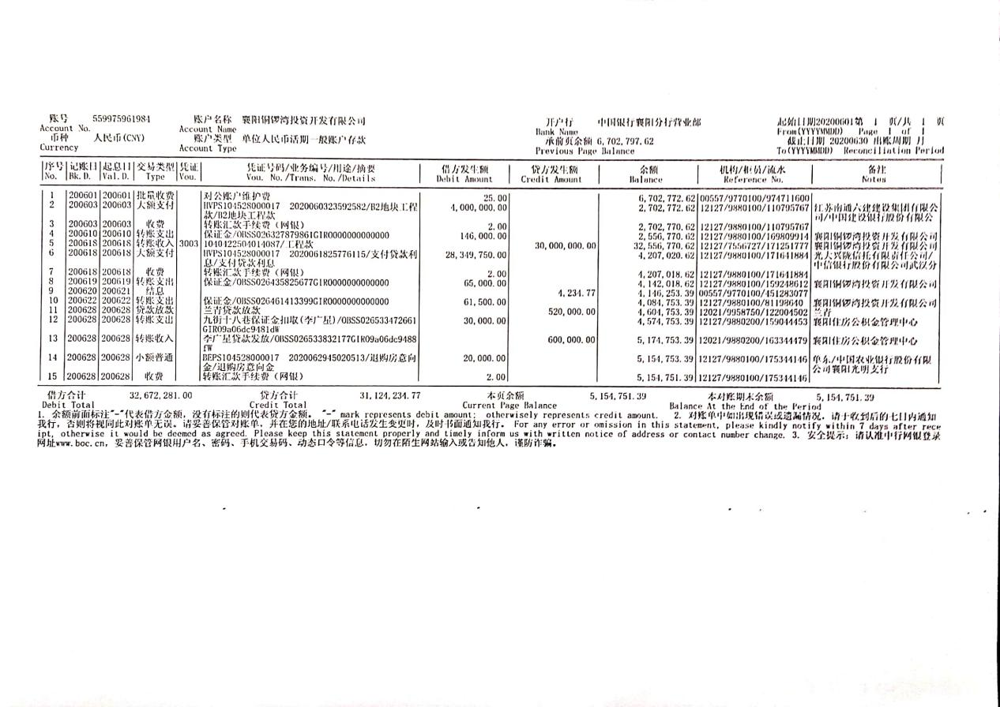 账号 559975961984 账户名称 襄阳铜锣湾投资开发有限公司 开户行 中国银行襄阳分行营业部 起始日期20200601第 1 页/共 1 页
Account No. Account Name Bank Name From(YYYYMMDD) Page 1 of 1
币种 人民币(CNY) 账户类型 单位人民币活期一般账户存款 承前页余额 6,702,797.62 截止日期 20200630 出账周期 月
Currency Account Type Previous Page Balance To(YYYYMMDD) Reconciliation Period
序号 记账日 起息日 交易类型 凭证 凭证号码/业务编号/用途/摘要 借方发生额 贷方发生额 余额 机构/柜员/流水 备注
No. Bk. D. Val. D. Type Vou. Vou. No./Trans. No./Details Debit Amount Credit Amount Balance Reference No. Notes
1 200601 200601 批量收费 对公账户维护费 25.00 6,702,772.62 00557/9770100/974711600
2 200603 200603 大额支付 HVPS104528000017 2020060323592582/B2地块工程 4,000,000.00 2,702,772.62 12127/9880100/110795767 江苏南通六建建设集团有限公
款/B2地块工程款 司/中国建设银行股份有限公
3 200603 200603 收费 转账汇款手续费（网银） 2.00 2,702,770.62 12127/9880100/110795767
4 200610 200610 转账支出 保证金/OBSS026327879861GIRO000000000000 146,000.00 2,556,770.62 12127/9880100/169809914 襄阳铜锣湾投资开发有限公司
5 200618 200618 转账收入 3003 1040422504014087/工程款 30,000,000.00 32,556,770.62 12127/7556727/171251777 襄阳铜锣湾投资开发有限公司
6 200618 200618 大额支付 HVPS104528000017 2020061825776115/支付贷款利 28,349,750.00 4,207,020.62 12127/9880100/171641884 光大兴陇信托有限责任公司/
息/支付贷款利息 中信银行股份有限公司武汉分
7 200618 200618 收费 转账汇款手续费（网银） 2.00 4,207,018.62 12127/9880100/171641884
8 200619 200619 转账支出 保证金/OBSS026435825677GIRO000000000000 65,000.00 4,142,018.62 12127/9880100/159248612 襄阳铜锣湾投资开发有限公司
9 200620 200621 结息 4,234.77 4,146,253.39 00557/9770100/451283077
10 200622 200622 转账支出 保证金/OBSS026461413399GIRO000000000000 61,500.00 4,084,753.39 12127/9880100/81198640 襄阳铜锣湾投资开发有限公司
11 200628 200628 贷款放款 兰青贷款放款 520,000.00 4,604,753.39 12021/9958750/122004502 兰青
12 200628 200628 转账支出 九街十八巷保证金扣取(李广星)/OBSS026533472661 30,000.00 4,574,753.39 12127/9880200/159044453 襄阳住房公积金管理中心
GIRO09a06dc9481dW
13 200628 200628 转账收入 李广星贷款发放/OBSS026533832177GIRO09a06dc9488 600,000.00 5,174,753.39 12021/9880200/163344479 襄阳住房公积金管理中心
fW
14 200628 200628 小额普通 BEPS104528000017 2020062945020513/退购房意向 20,000.00 5,154,753.39 12127/9880100/175344146 单东/中国农业银行股份有限
金/退购房意向金 公司襄阳光明支行
15 200628 200628 收费 转账汇款手续费（网银） 2.00 5,154,751.39 12127/9880100/175344146
借方合计 32,672,281.00 贷方合计 31,124,234.77 本页余额 5,154,751.39 本对账期末余额 5,154,751.39
Debit Total Credit Total Current Page Balance Balance At the End of the Period
1. 余额前面标注"-"代表借方金额，没有标注的则代表贷方金额。 "-" mark represents debit amount; otherwisely represents credit amount. 2. 对账单中如出现错误或遗漏情况，请于收到后的七日内通知
我行，否则将视同此对账单无误。请妥善保管对账单，并在您的地址/联系电话发生变更时，及时书面通知我行。 For any error or omission in this statement, please kindly notify within 7 days after rece
ipt, otherwise it would be deemed as agreed. Please keep this statement properly and timely inform us with written notice of address or contact number change. 3. 安全提示：请认准中行网银登录
网址www.boc.cn，妥善保管网银用户名、密码、手机交易码、动态口令等信息，切勿在陌生网站输入或告知他人，谨防诈骗。